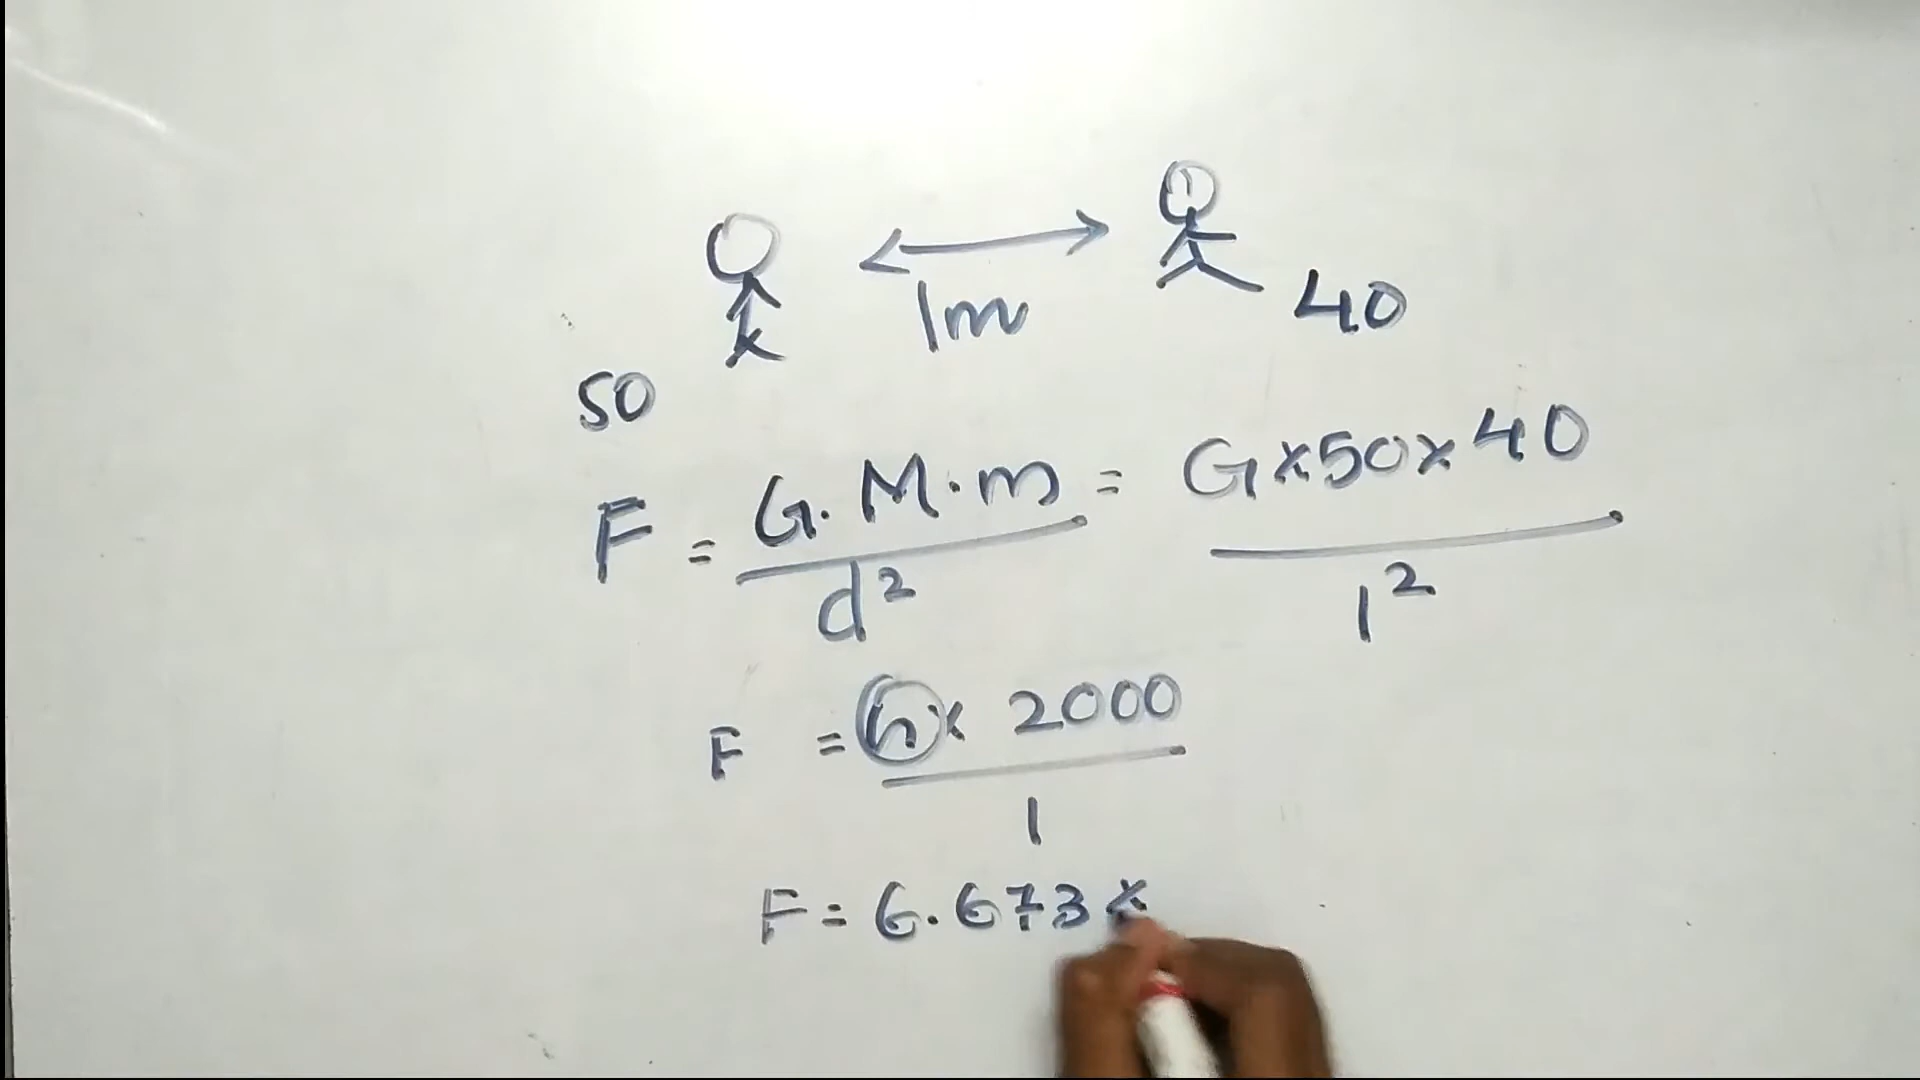 1m
40
50
F = G.M.m / d² = G×50×40 / 1²
F = G× 2000 / 1
F = 6.673×